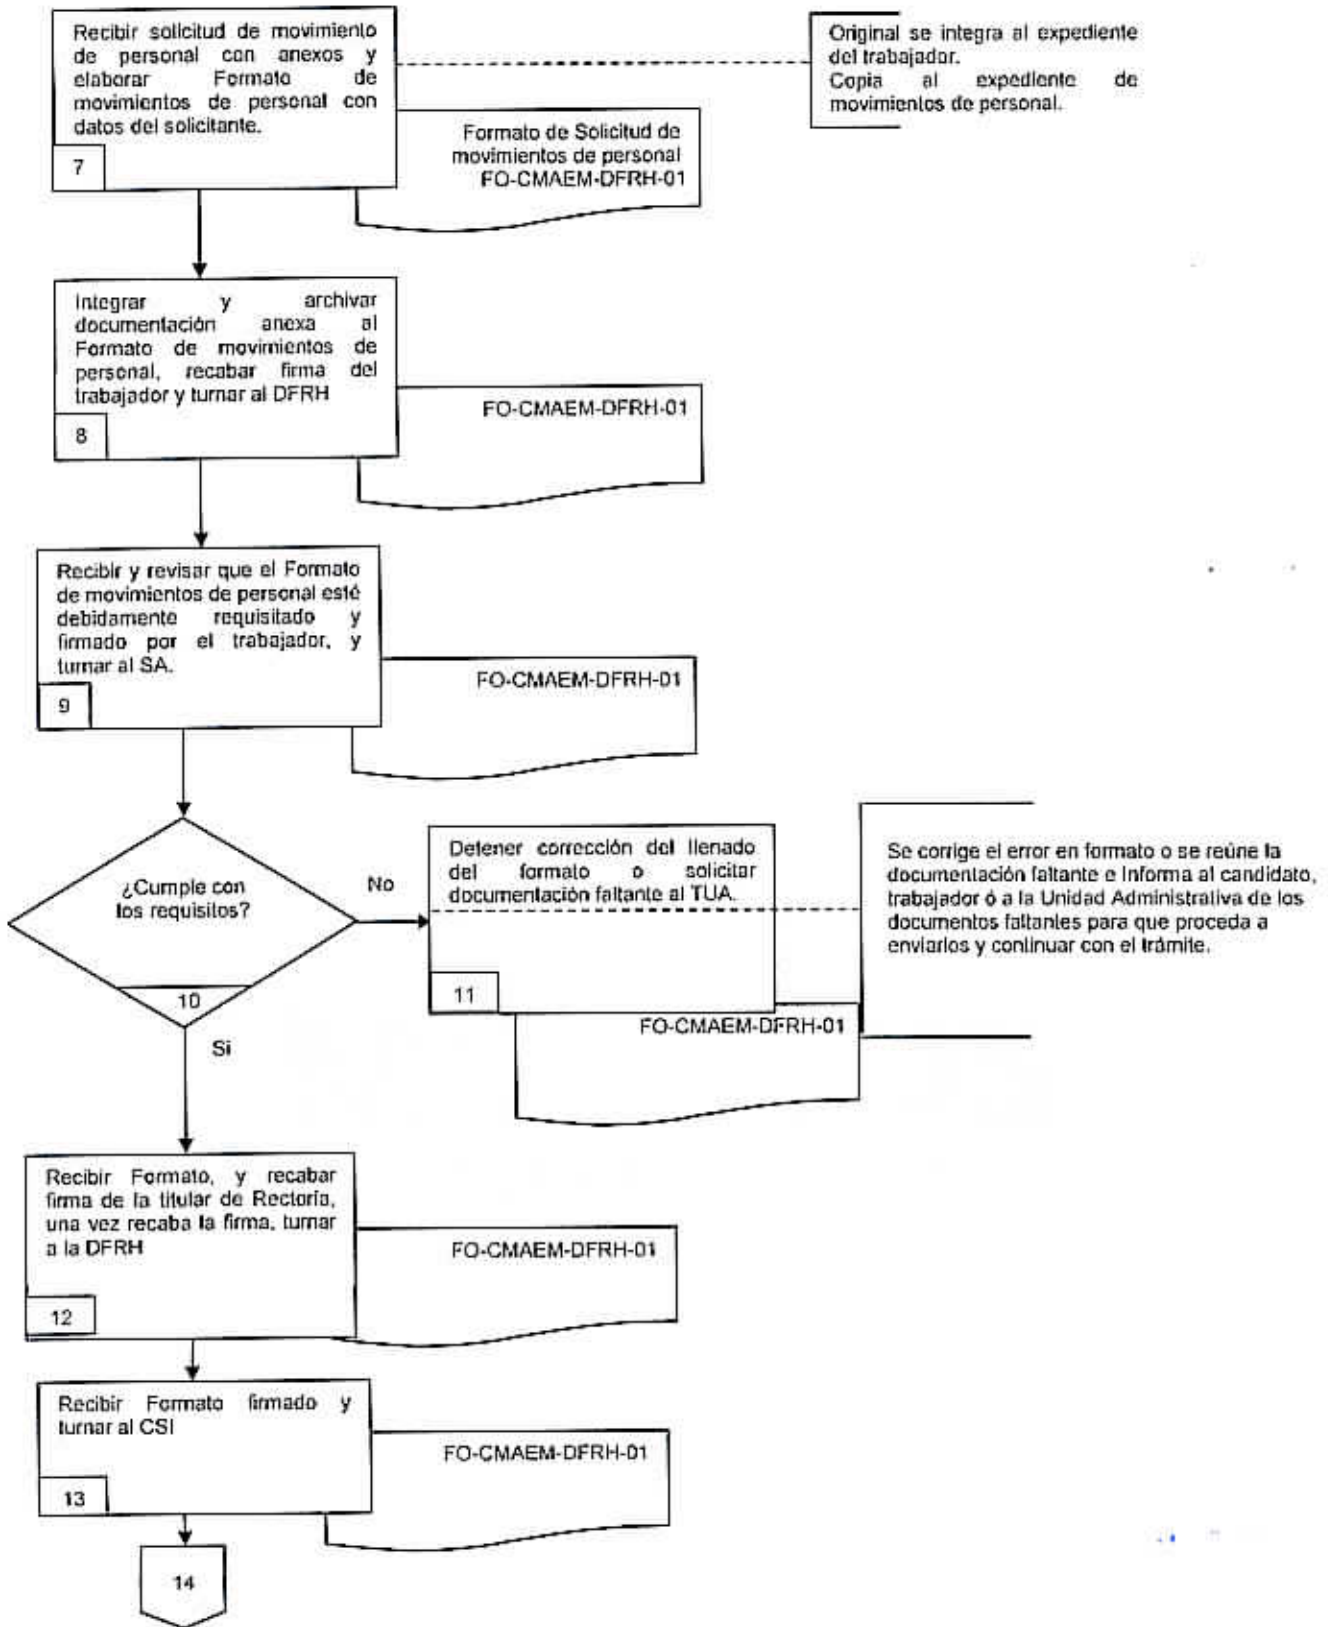 Recibir solicitud de movimiento
de personal con anexos y
elaborar Formato de
movimientos de personal con
datos del solicitante.
7
Original se integra al expediente
del trabajador.
Copia al expediente de
movimientos de personal.
Formato de Solicitud de
movimientos de personal
FO-CMAEM-DFRH-01
Integrar y archivar
documentación anexa al
Formato de movimientos de
personal, recabar firma del
trabajador y turnar al DFRH
8
FO-CMAEM-DFRH-01
Recibir y revisar que el Formato
de movimientos de personal esté
debidamente requisitado y
firmado por el trabajador, y
turnar al SA.
9
FO-CMAEM-DFRH-01
¿Cumple con
los requisitos?
10
No
Si
Detener corrección del llenado
del formato o solicitar
documentación faltante al TUA.
11
FO-CMAEM-DFRH-01
Se corrige el error en formato o se reúne la
documentación faltante e Informa al candidato,
trabajador ó a la Unidad Administrativa de los
documentos faltantes para que proceda a
enviarlos y continuar con el trámite.
Recibir Formato, y recabar
firma de la titular de Rectoría,
una vez recaba la firma, turnar
a la DFRH
12
FO-CMAEM-DFRH-01
Recibir Formato firmado y
turnar al CSI
13
FO-CMAEM-DFRH-01
14